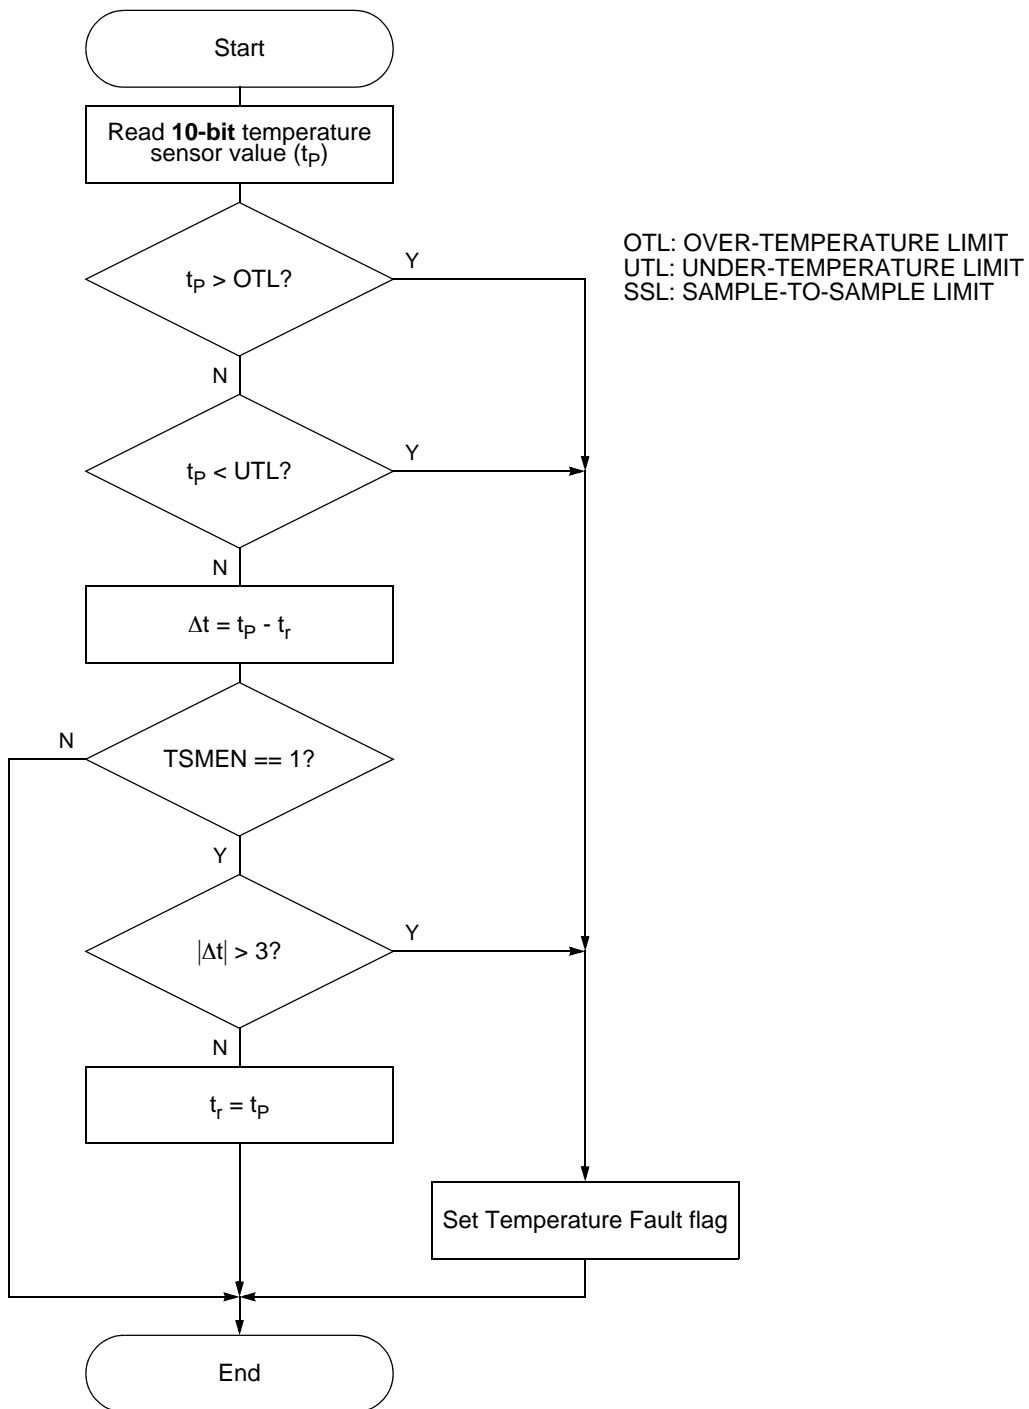 Start
Read 10-bit temperature
sensor value (tP)
tP > OTL?
Y
N
OTL: OVER-TEMPERATURE LIMIT
UTL: UNDER-TEMPERATURE LIMIT
SSL: SAMPLE-TO-SAMPLE LIMIT
tP < UTL?
Y
N
Δt = tP - tr
N
TSMEN == 1?
Y
|Δt| > 3?
Y
N
tr = tP
Set Temperature Fault flag
End